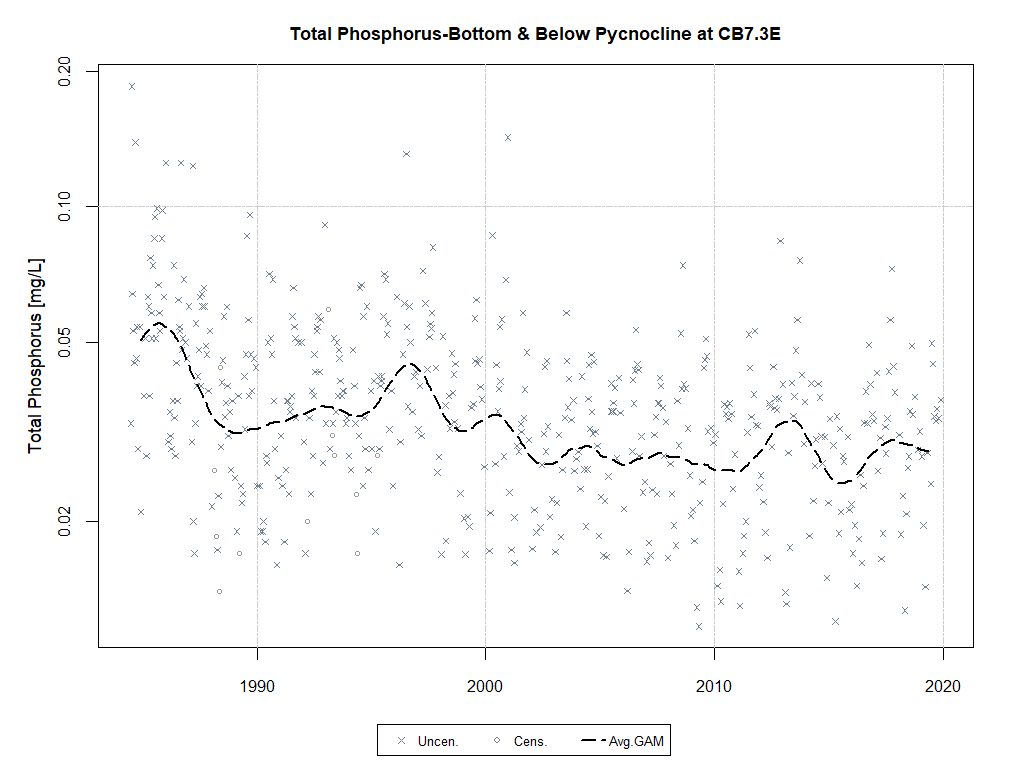 Total Phosphorus-Bottom & Below Pycnocline at CB7.3E
Total Phosphorus [mg/L]
0.20
0.10
0.05
0.02
1990 2000 2010 2020
Uncen. Cens. Avg.GAM